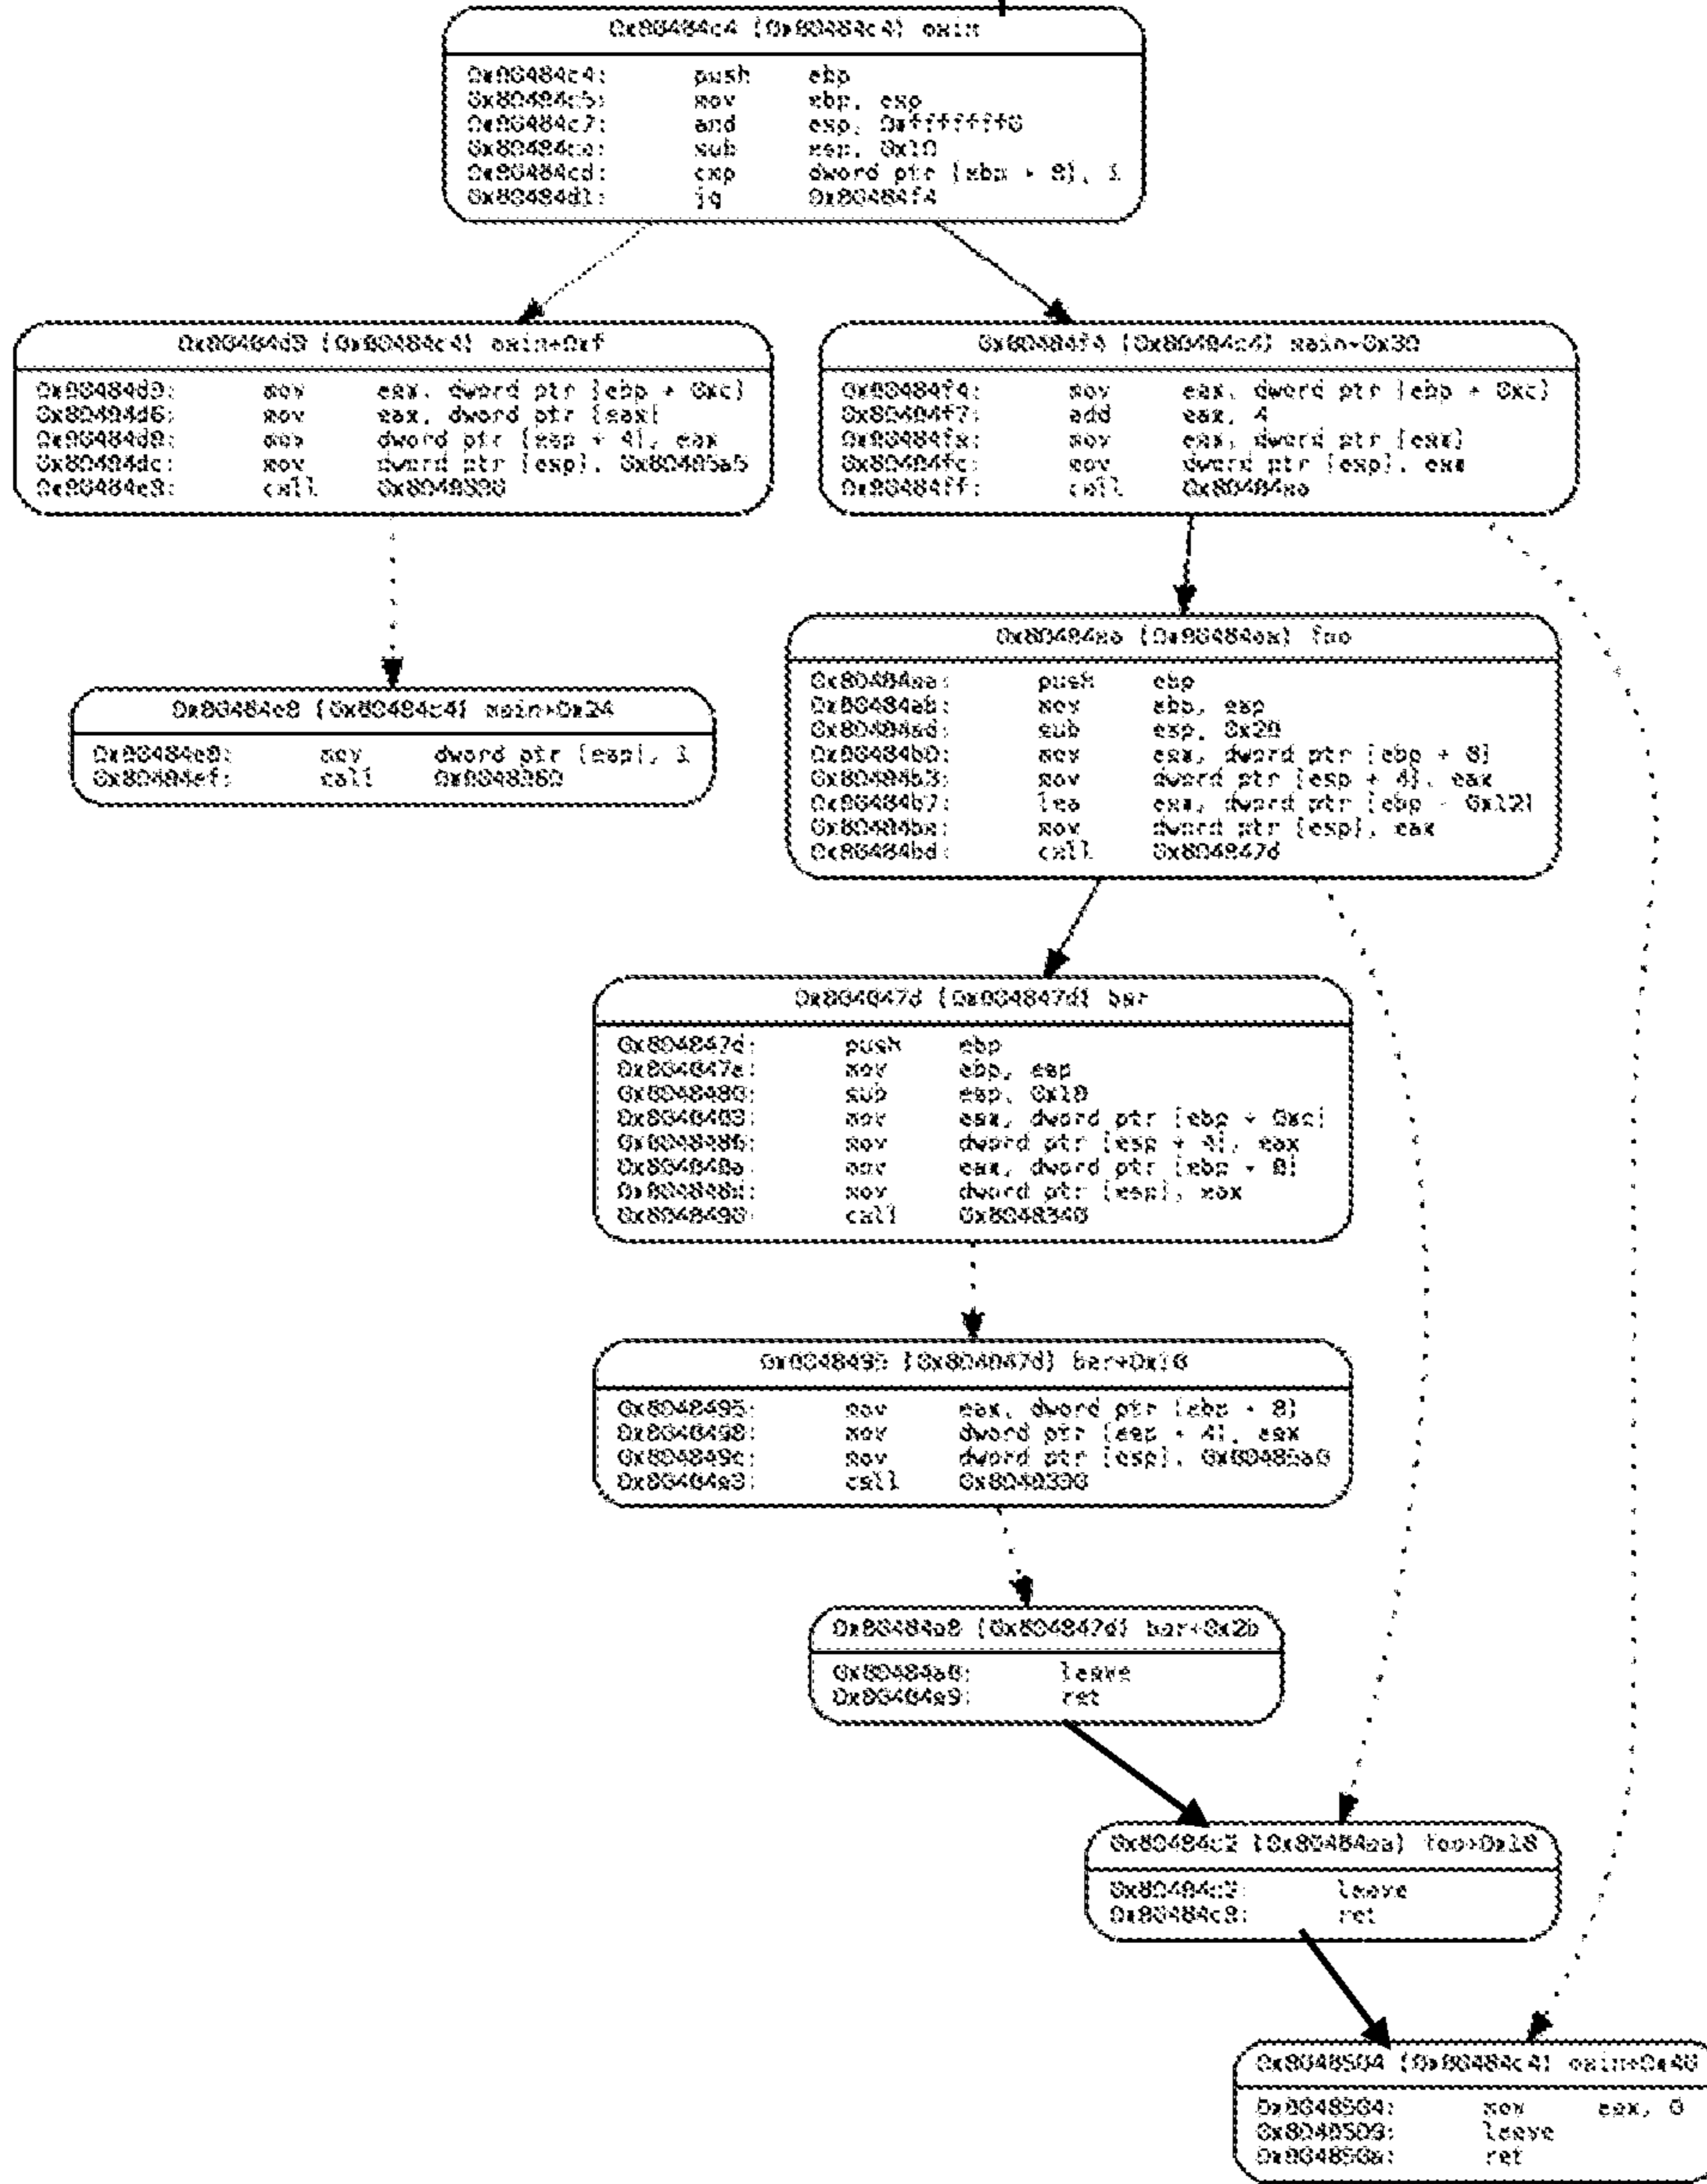 0x80484c4 (0x80484c4) main
0x80484c4: push ebp
0x80484c5: mov ebp, esp
0x80484c7: and esp, 0xfffffff0
0x80484ca: sub esp, 0x10
0x80484cd: cmp dword ptr [ebp + 8], 1
0x80484d1: jg 0x80484f4
0x80484d3 (0x80484c4) main+0xf
0x80484d3: mov eax, dword ptr [ebp + 0xc]
0x80484d6: mov eax, dword ptr [eax]
0x80484d8: mov dword ptr [esp + 4], eax
0x80484dc: mov dword ptr [esp], 0x80485a5
0x80484e3: call 0x8048330
0x80484f4 (0x80484c4) main+0x30
0x80484f4: mov eax, dword ptr [ebp + 0xc]
0x80484f7: add eax, 4
0x80484fa: mov eax, dword ptr [eax]
0x80484fc: mov dword ptr [esp], eax
0x80484ff: call 0x80484aa
0x80484aa (0x80484aa) foo
0x80484aa: push ebp
0x80484ab: mov ebp, esp
0x80484ad: sub esp, 0x28
0x80484b0: mov eax, dword ptr [ebp + 8]
0x80484b3: mov dword ptr [esp + 4], eax
0x80484b7: lea eax, dword ptr [ebp - 0x12]
0x80484ba: mov dword ptr [esp], eax
0x80484bd: call 0x804847d
0x80484e8 (0x80484c4) main+0x24
0x80484e8: mov dword ptr [esp], 1
0x80484ef: call 0x8048360
0x804847d (0x804847d) bar
0x804847d: push ebp
0x804847e: mov ebp, esp
0x8048480: sub esp, 0x18
0x8048483: mov eax, dword ptr [ebp + 0xc]
0x8048486: mov dword ptr [esp + 4], eax
0x804848a: mov eax, dword ptr [ebp + 8]
0x804848d: mov dword ptr [esp], eax
0x8048490: call 0x8048340
0x8048495 (0x804847d) bar+0x18
0x8048495: mov eax, dword ptr [ebp + 8]
0x8048498: mov dword ptr [esp + 4], eax
0x804849c: mov dword ptr [esp], 0x80485a0
0x80484a3: call 0x8048330
0x80484a8 (0x804847d) bar+0x2b
0x80484a8: leave
0x80484a9: ret
0x80484c2 (0x80484aa) foo+0x18
0x80484c2: leave
0x80484c3: ret
0x8048504 (0x80484c4) main+0x40
0x8048504: mov eax, 0
0x8048509: leave
0x804850a: ret